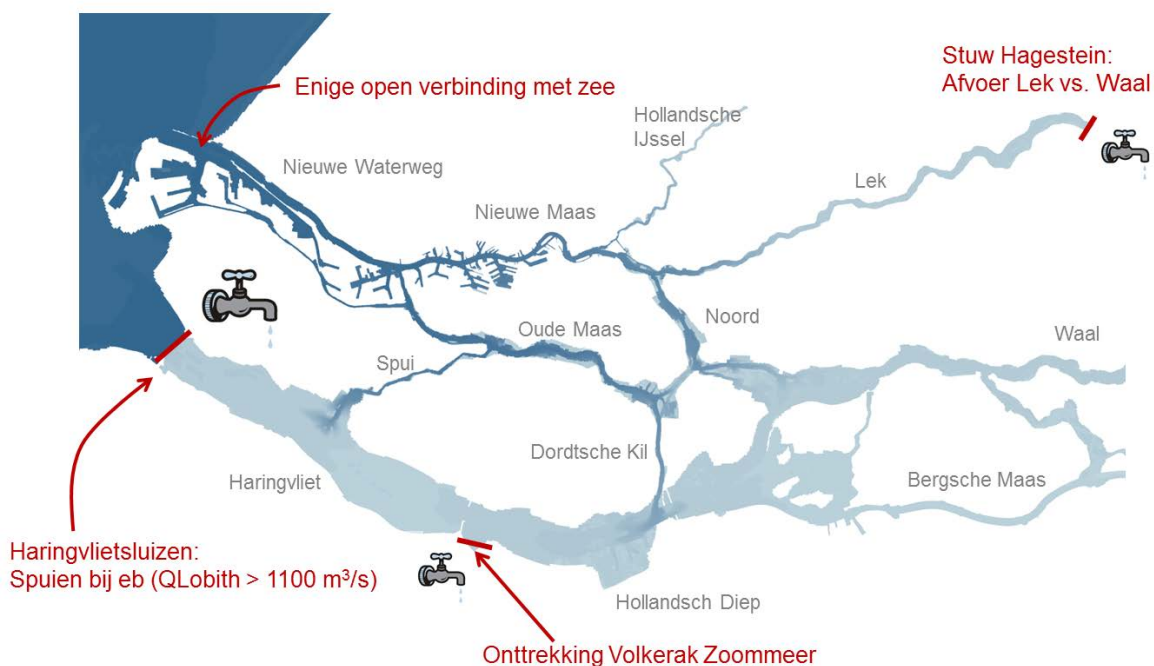 Stuw Hagestein:
Afvoer Lek vs. Waal
Enige open verbinding met zee
Hollandsche
IJssel
Nieuwe Waterweg
Lek
Nieuwe Maas
Noord
Oude Maas
Waal
Spui
Dordtsche Kil
Haringvliet
Bergsche Maas
Haringvlietsluizen:
Spuien bij eb (QLobith > 1100 m³/s)
Hollandsch Diep
Onttrekking Volkerak Zoommeer